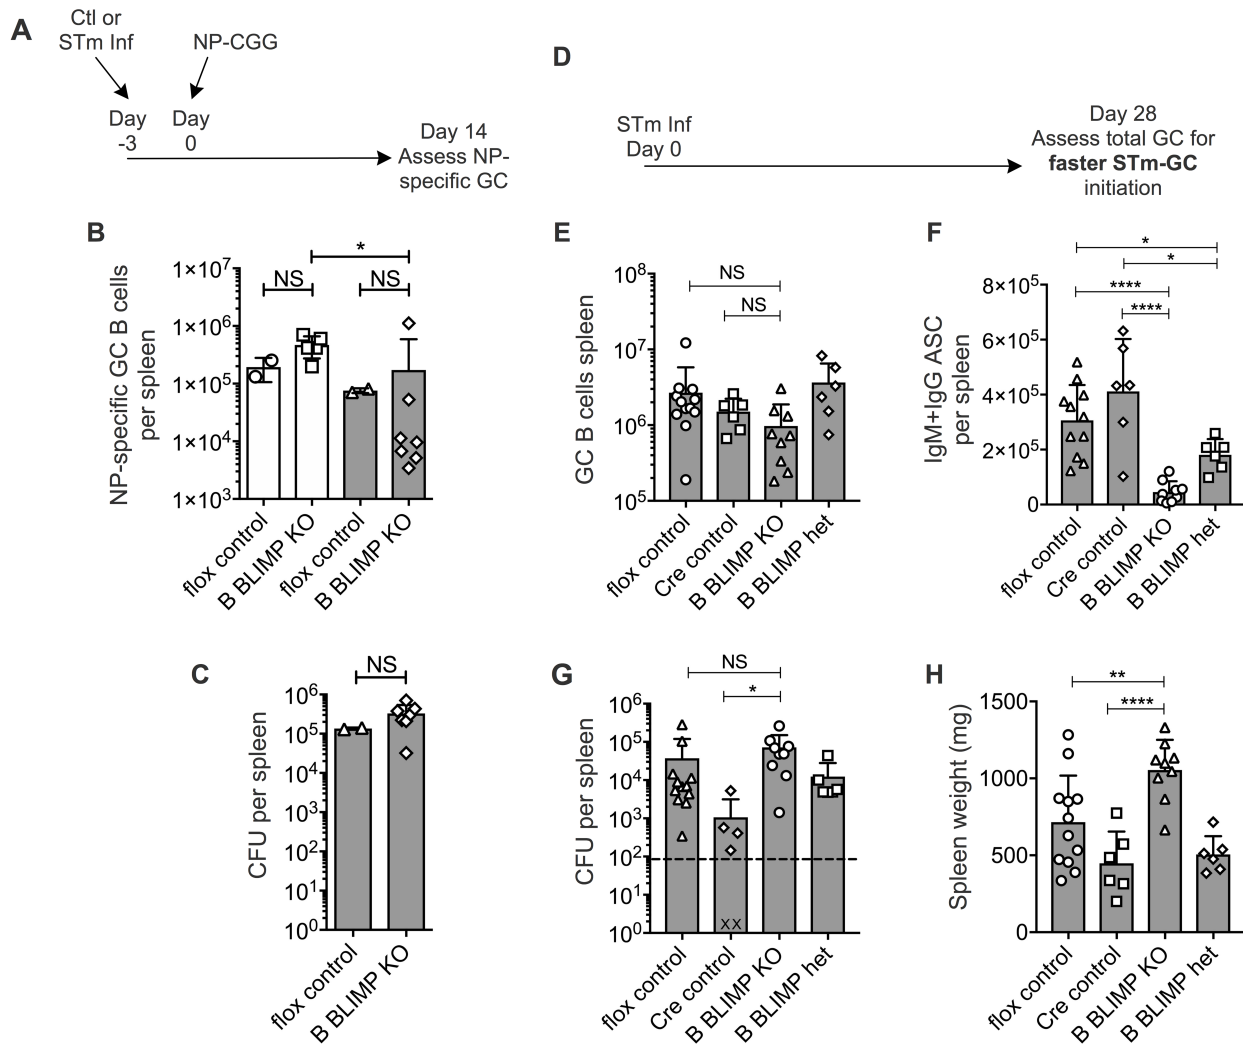 A
Ctl or
STm Inf
NP-CGG
Day
-3
Day
0
Day 14
Assess NP-
specific GC
D
STm Inf
Day 0
Day 28
Assess total GC for
faster STm-GC
initiation
B
NP-specific GC B cells
per spleen
1×10⁷
1×10⁶
1×10⁵
1×10⁴
1×10³
*
NS
NS
flox control
B BLIMP KO
flox control
B BLIMP KO
E
GC B cells spleen
10⁸
10⁷
10⁶
10⁵
NS
NS
flox control
Cre control
B BLIMP KO
B BLIMP het
F
IgM+IgG ASC
per spleen
8×10⁵
6×10⁵
4×10⁵
2×10⁵
0
*
*
****
****
flox control
Cre control
B BLIMP KO
B BLIMP het
C
CFU per spleen
10⁶
10⁵
10⁴
10³
10²
10¹
10⁰
NS
flox control
B BLIMP KO
G
CFU per spleen
10⁶
10⁵
10⁴
10³
10²
10¹
10⁰
NS
*
XX
flox control
Cre control
B BLIMP KO
B BLIMP het
H
Spleen weight (mg)
1500
1000
500
0
**
****
flox control
Cre control
B BLIMP KO
B BLIMP het